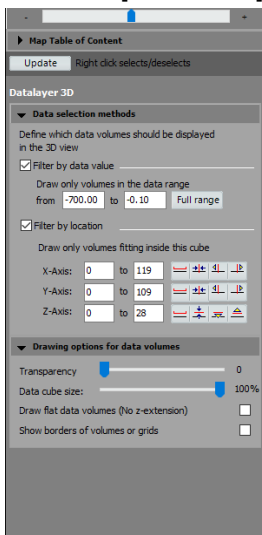 - +
Map Table of Content
Update Right click selects/deselects
Datalayer 3D
Data selection methods
Define which data volumes should be displayed
in the 3D view
Filter by data value
Draw only volumes in the data range
from -700.00 to -0.10 Full range
Filter by location
Draw only volumes fitting inside this cube
X-Axis: 0 to 119
Y-Axis: 0 to 109
Z-Axis: 0 to 28
Drawing options for data volumes
Transparency 0
Data cube size: 100%
Draw flat data volumes (No z-extension)
Show borders of volumes or grids